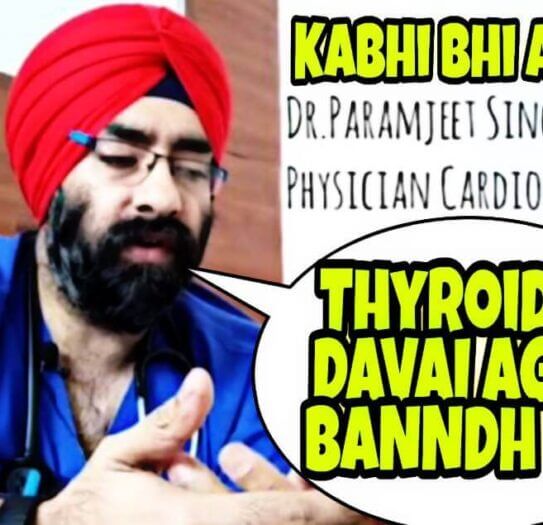 KABHI BHI A
DR.PARAMJEET SIN
PHYSICIAN CARDIO
THYROID
DAVAI AG
BANNDH